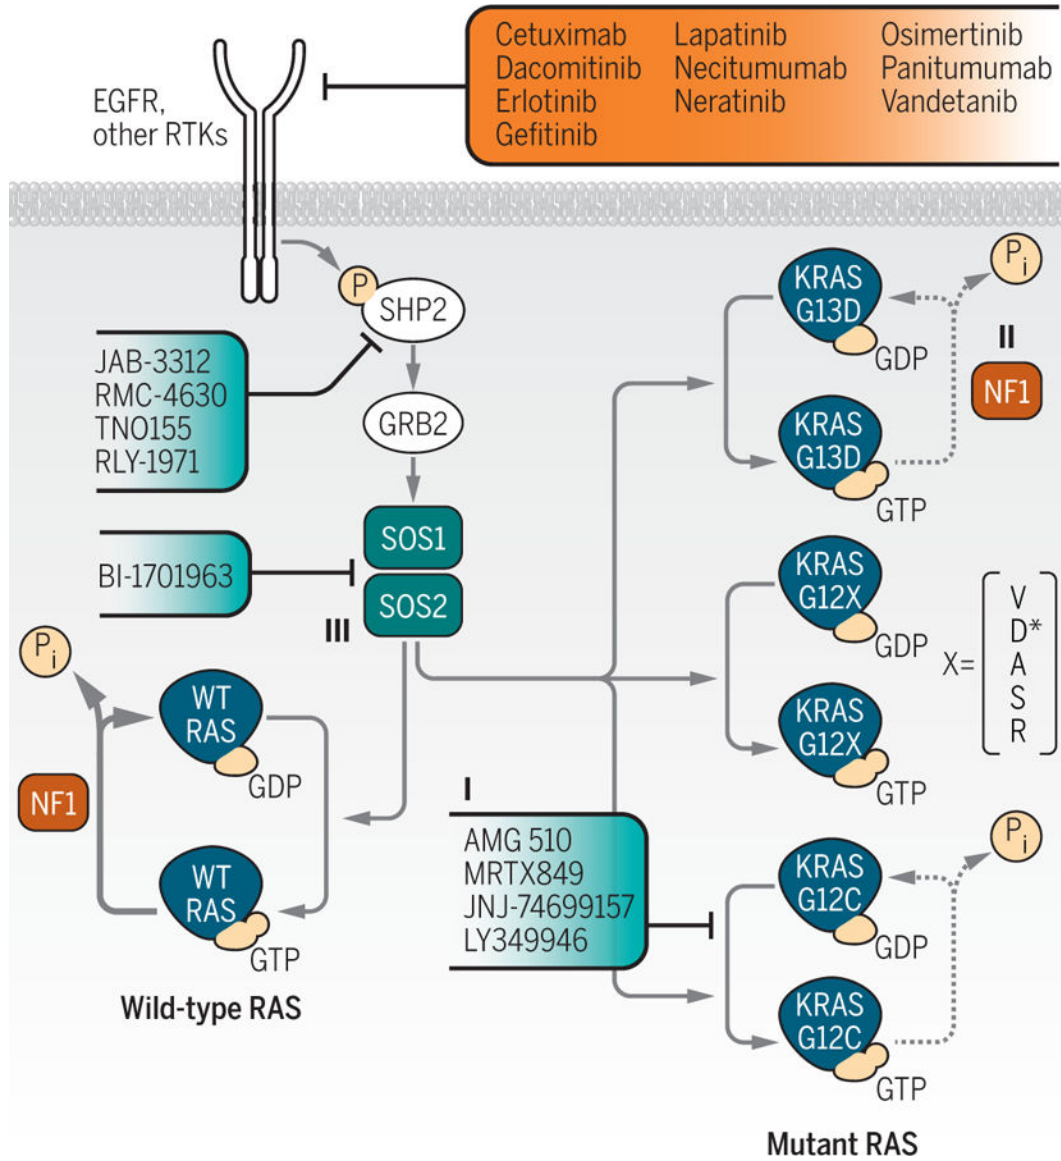 Cetuximab
Dacomitinib
Erlotinib
Gefitinib
Lapatinib
Necitumumab
Neratinib
Osimertinib
Panitumumab
Vandetanib
EGFR,
other RTKs
P
SHP2
JAB-3312
RMC-4630
TNO155
RLY-1971
GRB2
SOS1
BI-1701963
SOS2
III
Pi
WT
RAS
GDP
NF1
WT
RAS
GTP
Wild-type RAS
KRAS
G13D
GDP
Pi
II
NF1
KRAS
G13D
GTP
KRAS
G12X
GDP
X=
V
D*
A
S
R
KRAS
G12X
GTP
I
AMG 510
MRTX849
JNJ-74699157
LY349946
KRAS
G12C
GDP
Pi
KRAS
G12C
GTP
Mutant RAS